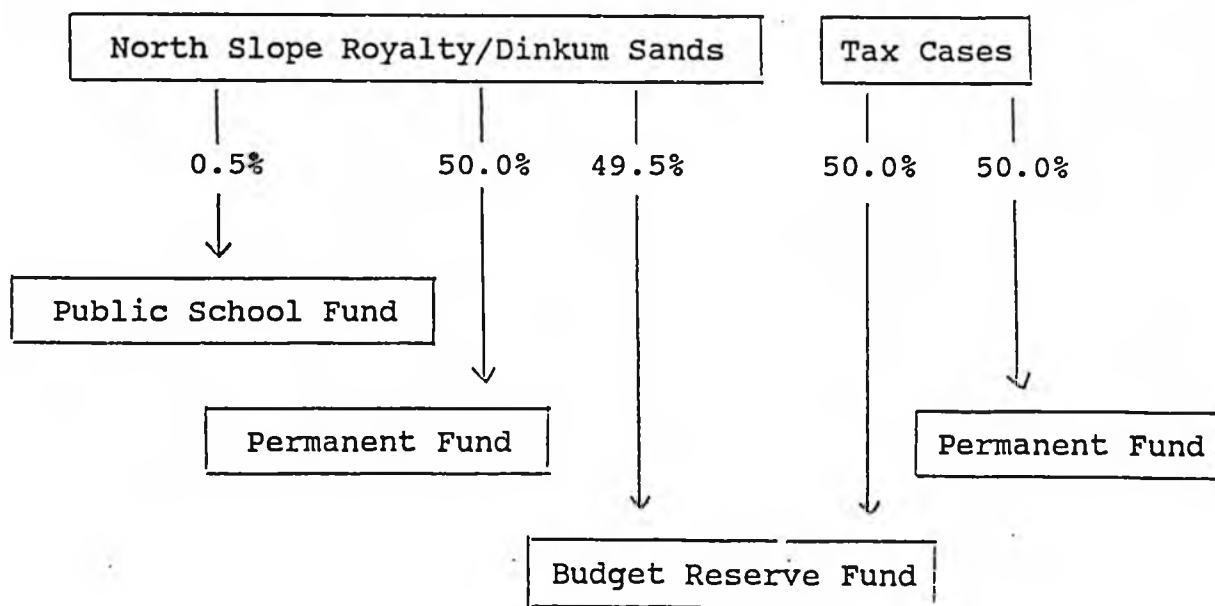 North Slope Royalty/Dinkum Sands
Tax Cases
0.5% 50.0% 49.5% 50.0% 50.0%
Public School Fund
Permanent Fund
Permanent Fund
Budget Reserve Fund